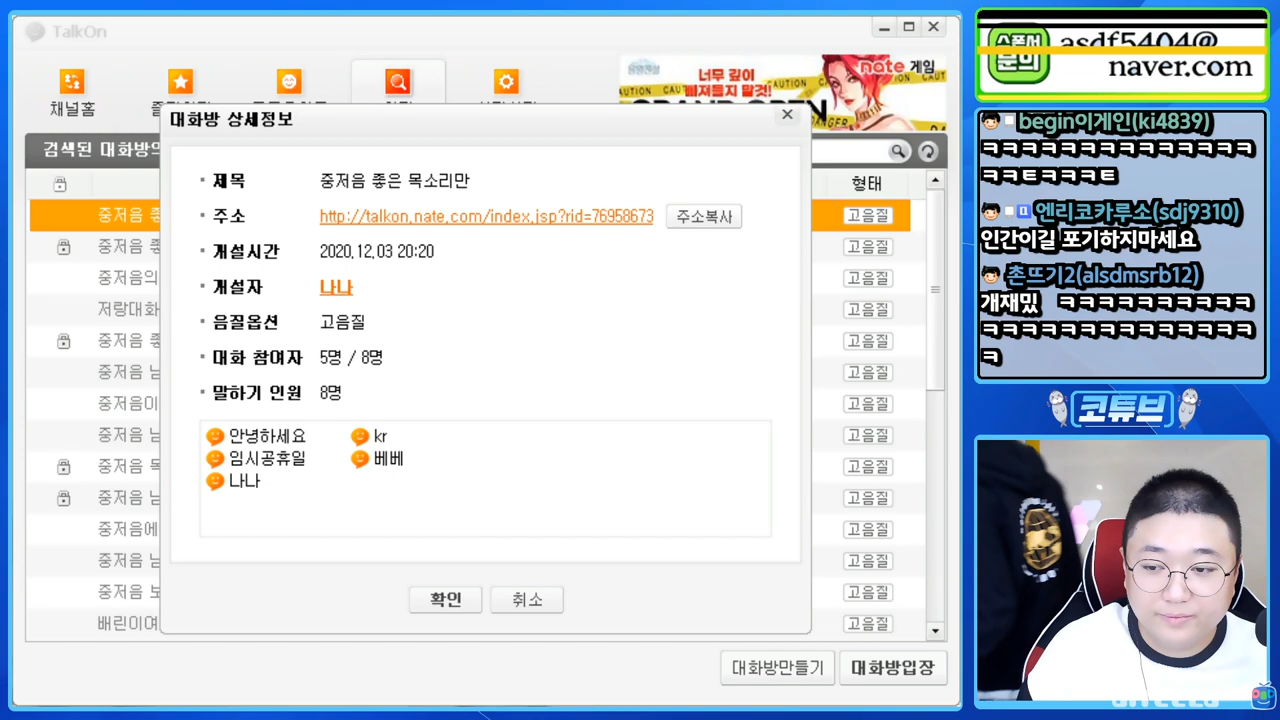 TalkOn
채널홈
너무 깊이
빠져들지 말것!
nate 게임
CAUTION
GRAND OPEN
DANGER
대화방 상세정보
검색된 대화방
형태
제목 중저음 좋은 목소리만
주소 http://talkon.nate.com/index.jsp?rid=76958673 주소복사
개설시간 2020.12.03 20:20
개설자 나나
음질옵션 고음질
대화 참여자 5명 / 8명
말하기 인원 8명
안녕하세요 kr
임시공휴일 베베
나나
확인 취소
중저음 고음질
중저음 고음질
중저음의 고음질
저랑대화 고음질
중저음 고음질
중저음 고음질
중저음이 고음질
중저음 고음질
중저음 고음질
중저음 고음질
중저음에 고음질
중저음 고음질
중저음 고음질
배린이여 고음질
대화방만들기 대화방입장
스폰서
문의
asdf5404@
naver.com
begin이게인(ki4839)
ㅋㅋㅋㅋㅋㅋㅋㅋㅋㅋㅋㅋㅋㅋ
ㅋㅋㅌㅋㅋㅋㅌ
엔리코카루소(sdj9310)
인간이길 포기하지마세요
촌뜨기2(alsdmsrb12)
개재밌 ㅋㅋㅋㅋㅋㅋㅋㅋㅋㅋ
ㅋㅋㅋㅋㅋㅋㅋㅋㅋㅋㅋㅋㅋㅋ
ㅋ
코튜브